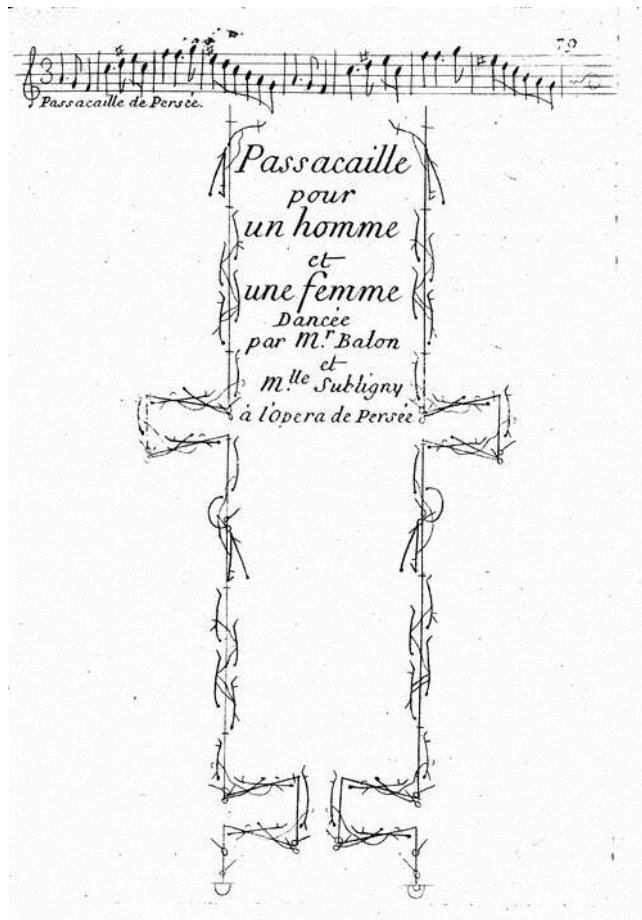 79
3
Passacaille de Persée.
Passacaille
pour
un homme
et
une femme
Dancée
par M.r Balon
et
M.lle Subligny
à l'opera de Persée